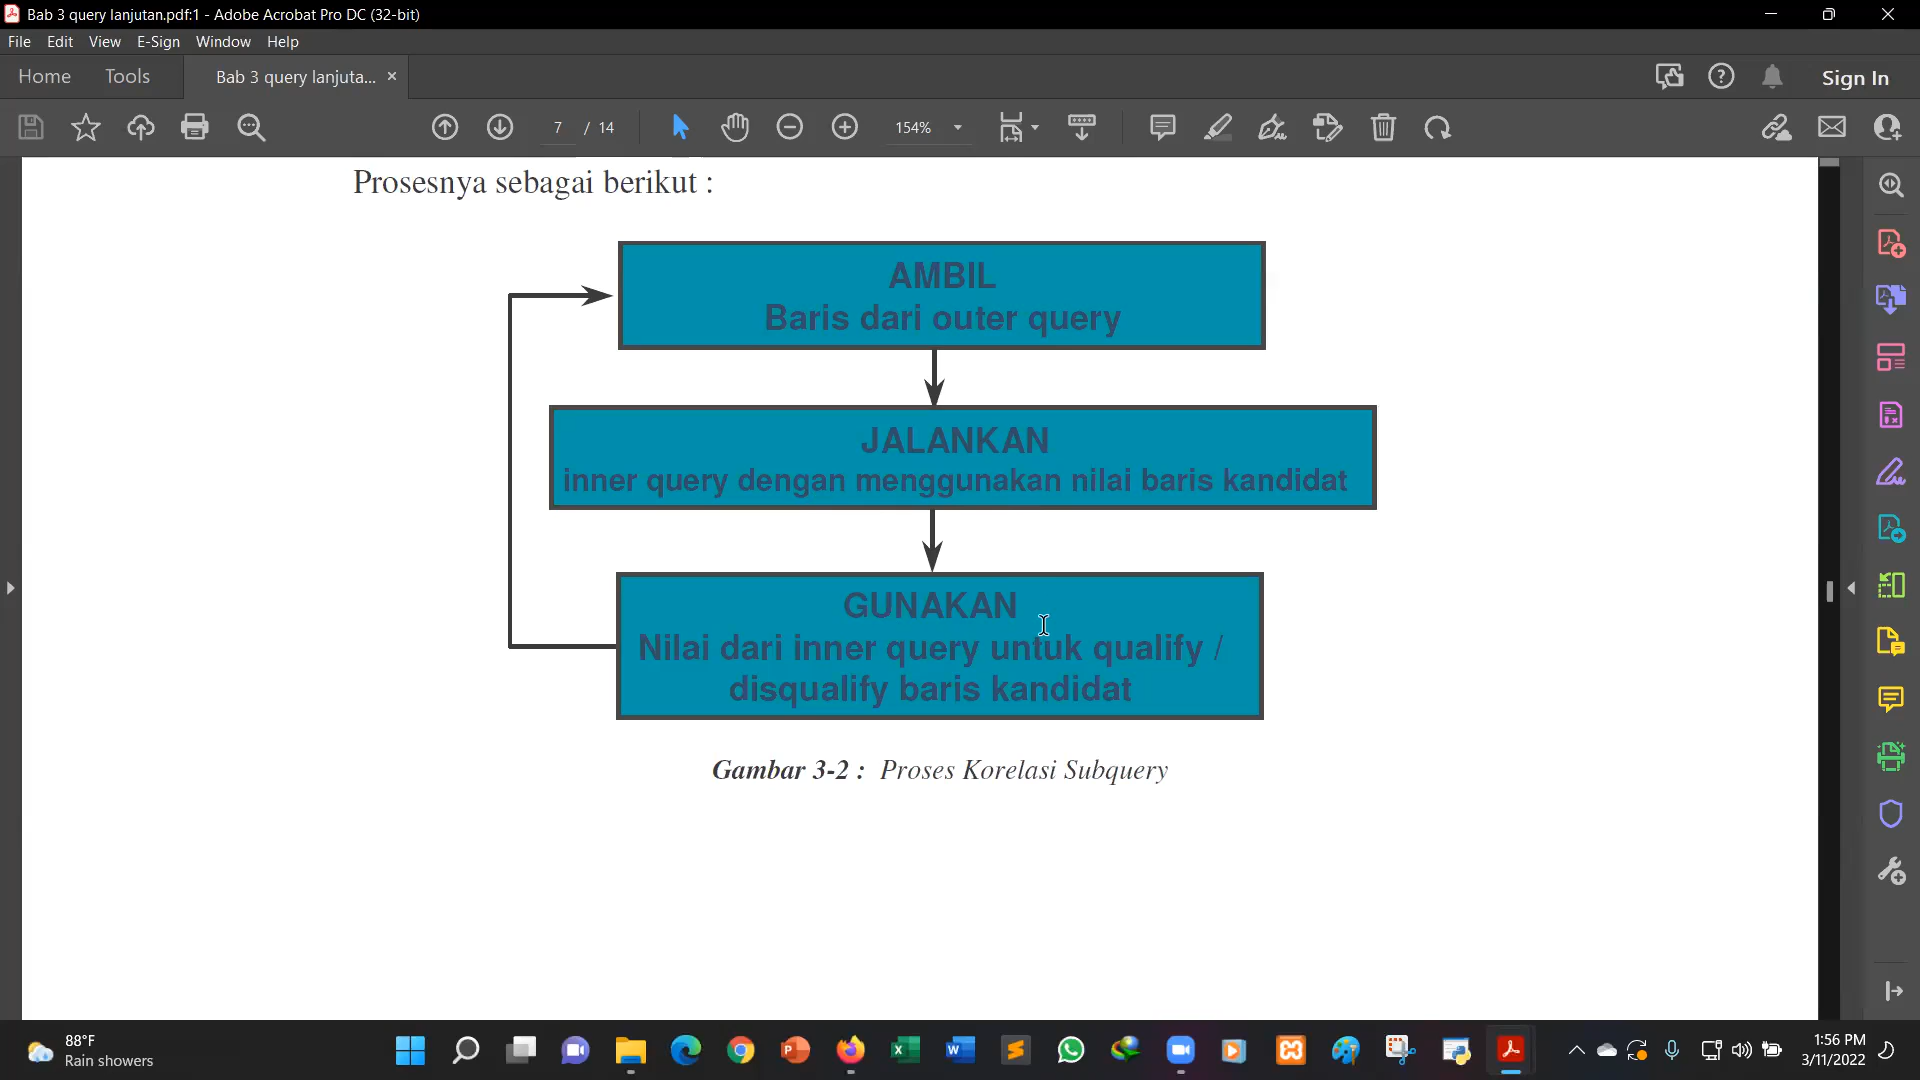 Bab 3 query lanjutan.pdf:1 - Adobe Acrobat Pro DC (32-bit)
File Edit View E-Sign Window Help
Home Tools Bab 3 query lanjuta... × Sign In
7 / 14 154%
Prosesnya sebagai berikut :
AMBIL
Baris dari outer query
JALANKAN
inner query dengan menggunakan nilai baris kandidat
GUNAKAN
Nilai dari inner query untuk qualify /
disqualify baris kandidat
Gambar 3-2 : Proses Korelasi Subquery
88°F
Rain showers
1:56 PM
3/11/2022